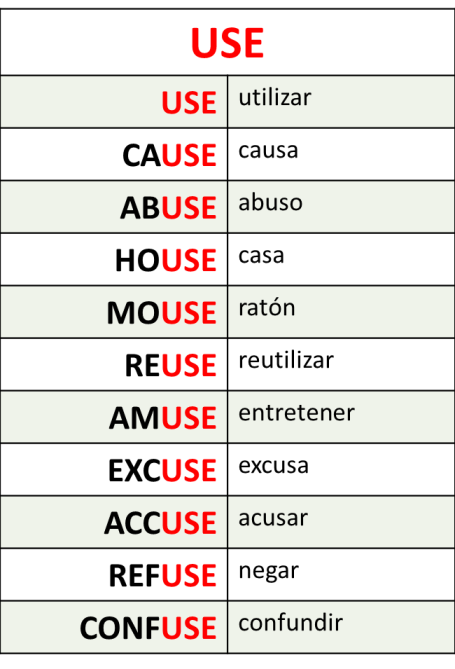 USE
USE utilizar
CAUSE causa
ABUSE abuso
HOUSE casa
MOUSE ratón
REUSE reutilizar
AMUSE entretener
EXCUSE excusa
ACCUSE acusar
REFUSE negar
CONFUSE confundir